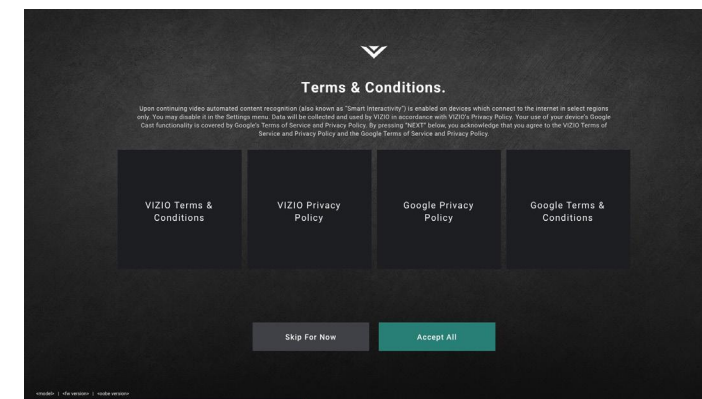 Terms & Conditions.
Upon continuing video automated content recognition (also known as "Smart Interactivity") is enabled on devices which connect to the internet in select regions
only. You may disable it in the Settings menu. Data will be collected and used by VIZIO in accordance with VIZIO's Privacy Policy. Your use of your device's Google
Cast functionality is covered by Google's Terms of Service and Privacy Policy. By pressing "NEXT" below, you acknowledge that you agree to the VIZIO Terms of
Service and Privacy Policy and the Google Terms of Service and Privacy Policy.
VIZIO Terms &
Conditions
VIZIO Privacy
Policy
Google Privacy
Policy
Google Terms &
Conditions
Skip For Now
Accept All
<model> | <fw version> | <oobe version>